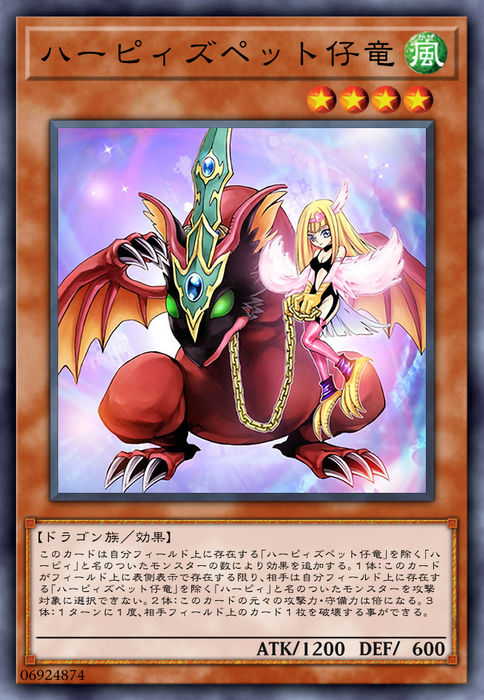 ハーピィズペット仔竜
風
かぜ
【ドラゴン族／効果】
このカードは自分フィールド上に存在する「ハーピィズペット仔竜」を除く「ハー
ピィ」と名のついたモンスターの数により効果を追加する。１体：このカー
ドがフィールド上に表側表示で存在する限り、相手は自分フィールド上に存在する
「ハーピィズペット仔竜」を除く「ハーピィ」と名のついたモンスターを攻撃
対象に選択できない。２体：このカードの元々の攻撃力・守備力は倍になる。３
体：１ターンに１度、相手フィールド上のカード１枚を破壊する事ができる。
ATK/1200 DEF/ 600
06924874